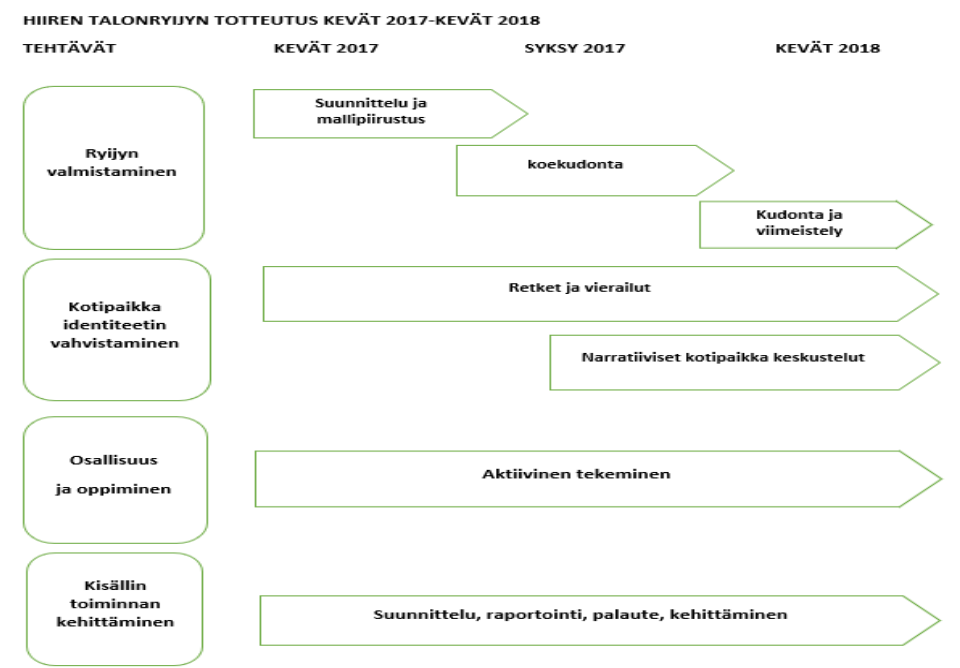 HIIREN TALONRYIJYN TOTTEUTUS KEVÄT 2017-KEVÄT 2018
TEHTÄVÄT KEVÄT 2017 SYKSY 2017 KEVÄT 2018
Ryijyn
valmistaminen
Suunnittelu ja
mallipiirustus
koekudonta
Kudonta ja
viimeistely
Kotipaikka
identiteetin
vahvistaminen
Retket ja vierailut
Narratiiviset kotipaikka keskustelut
Osallisuus
ja oppiminen
Aktiivinen tekeminen
Kisällin
toiminnan
kehittäminen
Suunnittelu, raportointi, palaute, kehittäminen